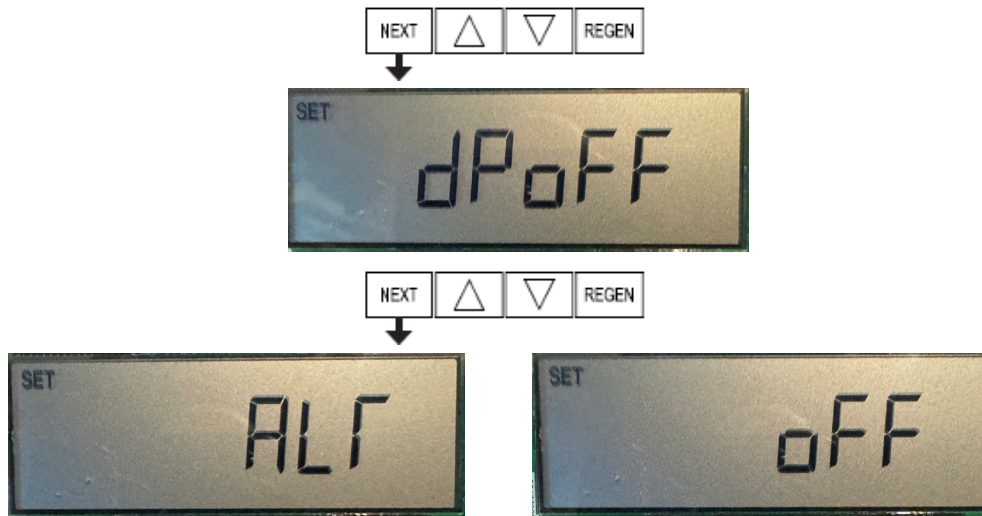 NEXT △ ▽ REGEN
SET
dPoFF
NEXT △ ▽ REGEN
SET SET
ALT oFF